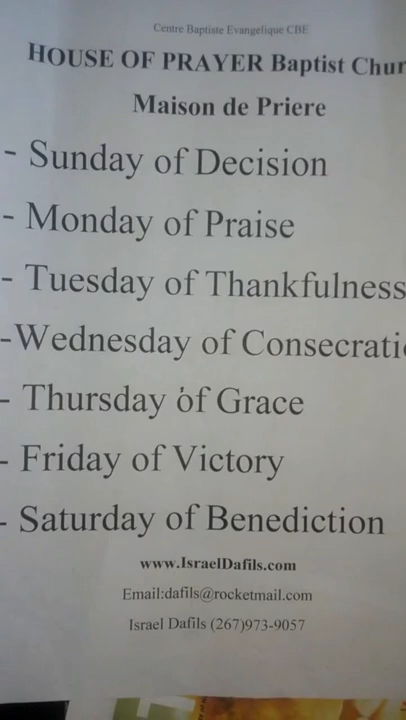 Centre Baptiste Evangelique CBE
HOUSE OF PRAYER Baptist Chur
Maison de Priere
- Sunday of Decision
- Monday of Praise
- Tuesday of Thankfulness
-Wednesday of Consecrati
- Thursday of Grace
- Friday of Victory
- Saturday of Benediction
www.IsraelDafils.com
Email:dafils@rocketmail.com
Israel Dafils (267)973-9057